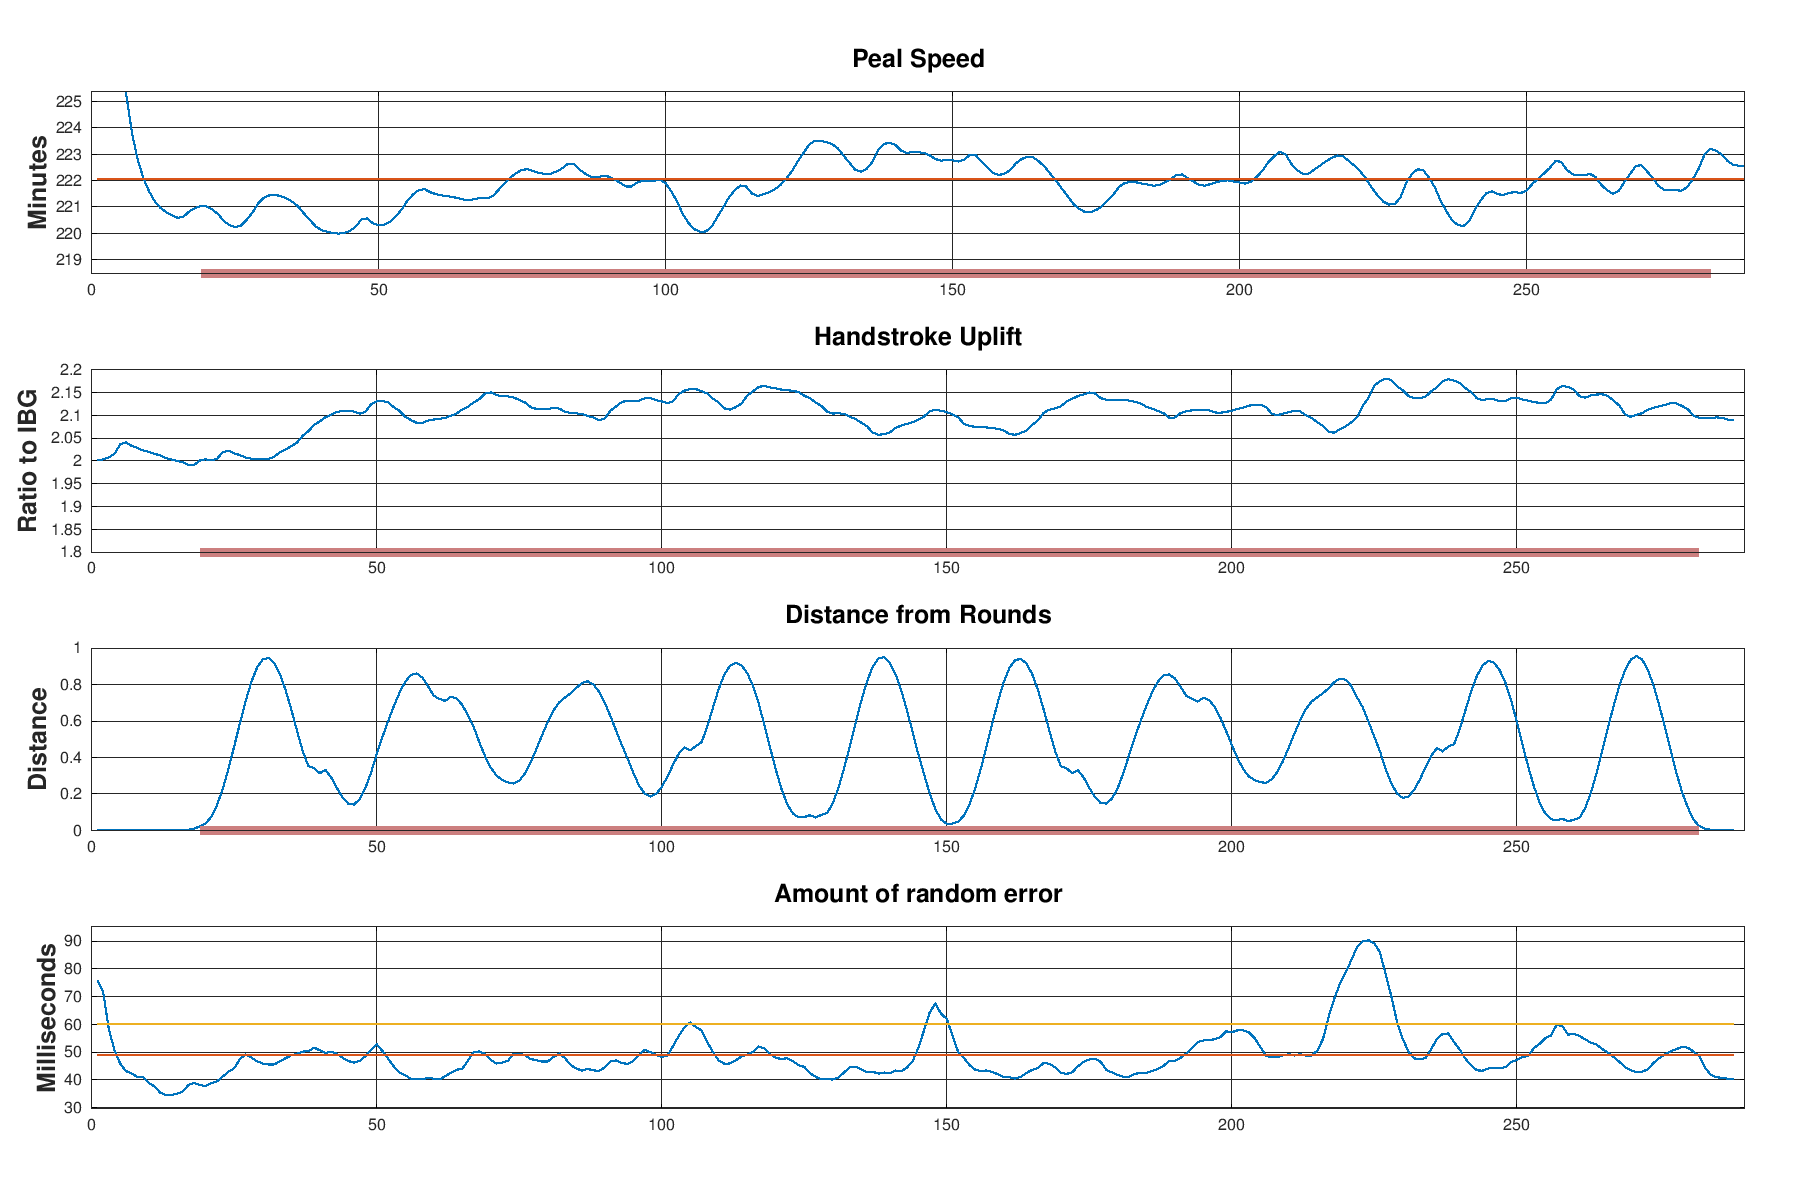 Peal Speed
Minutes
225
224
223
222
221
220
219
0 50 100 150 200 250
Handstroke Uplift
Ratio to IBG
2.2
2.15
2.1
2.05
2
1.95
1.9
1.85
1.8
0 50 100 150 200 250
Distance from Rounds
Distance
1
0.8
0.6
0.4
0.2
0
0 50 100 150 200 250
Amount of random error
Milliseconds
90
80
70
60
50
40
30
0 50 100 150 200 250